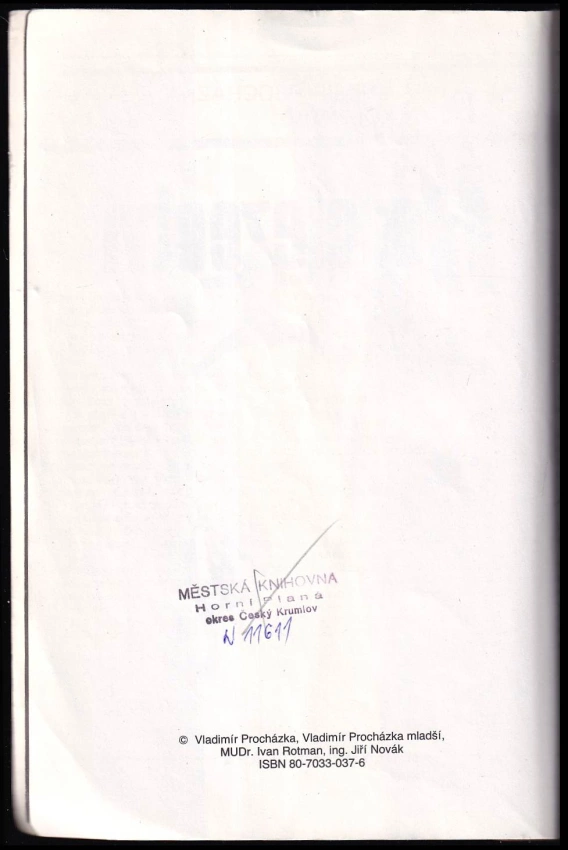 MĚSTSKÁ KNIHOVNA
Horní Planá
okres Český Krumlov
N 11611
© Vladimír Procházka, Vladimír Procházka mladší,
MUDr. Ivan Rotman, ing. Jiří Novák
ISBN 80-7033-037-6